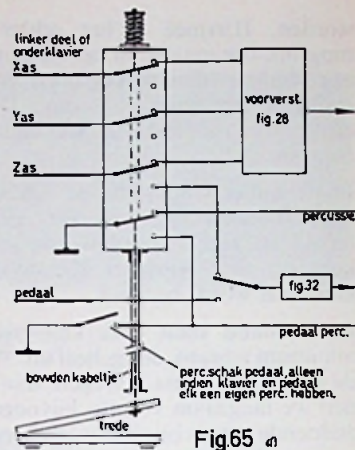 linker deel of
onderklavier
Xas
Yas
Zas
voorverst.
fig.28
percussie
pedaal
fig.32
pedaal perc.
bowden kabeltje
perc.schak pedaal, alleen
indien klavier en pedaal
elk een eigen perc. hebben.
trede
Fig.65 a)